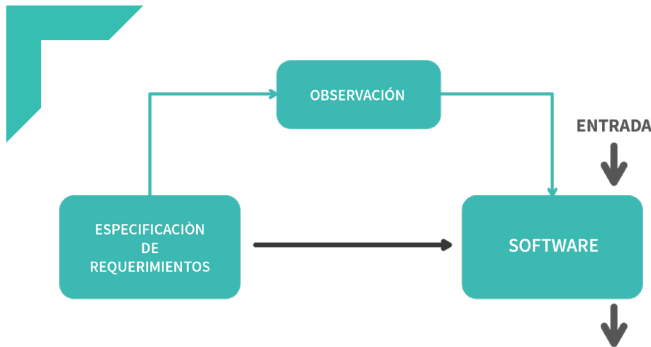 OBSERVACIÓN
ENTRADA
ESPECIFICACIÒN
DE
REQUERIMIENTOS
SOFTWARE